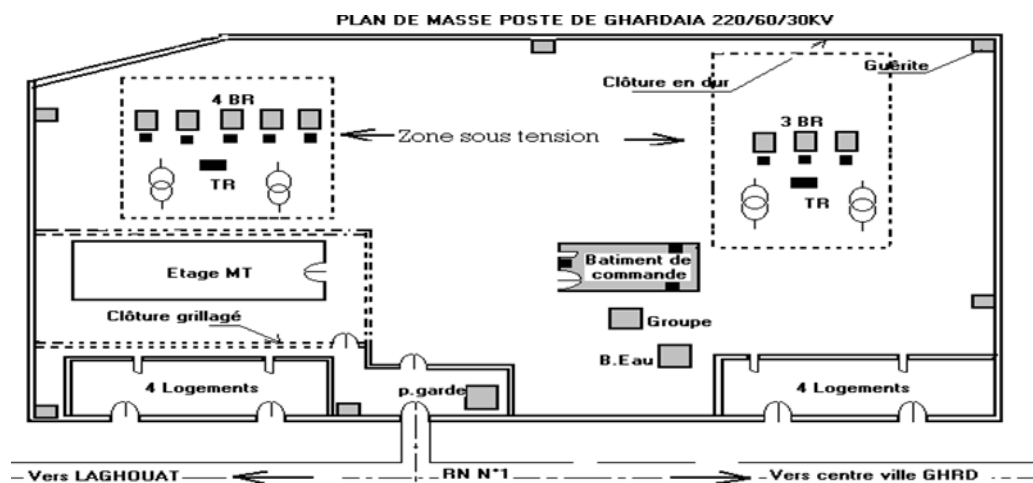 PLAN DE MASSE POSTE DE GHARDAIA 220/60/30KV
Guérite
Clôture en dur
4 BR
Zone sous tension
3 BR
TR
TR
Batiment de
commande
Etage MT
Clôture grillagé
Groupe
B.Eau
4 Logements
p.garde
4 Logements
Vers LAGHOUAT
RN N°1
Vers centre ville GHRD